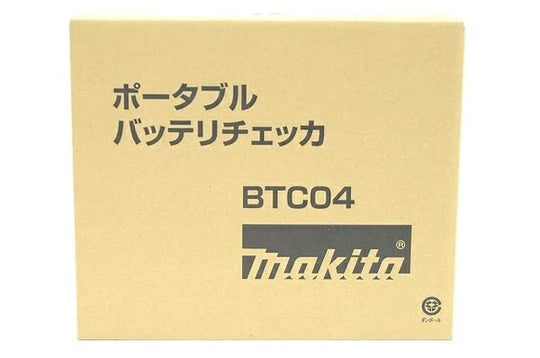 ポータブル
バッテリチェッカ
BTC04
makita®
ダンボール